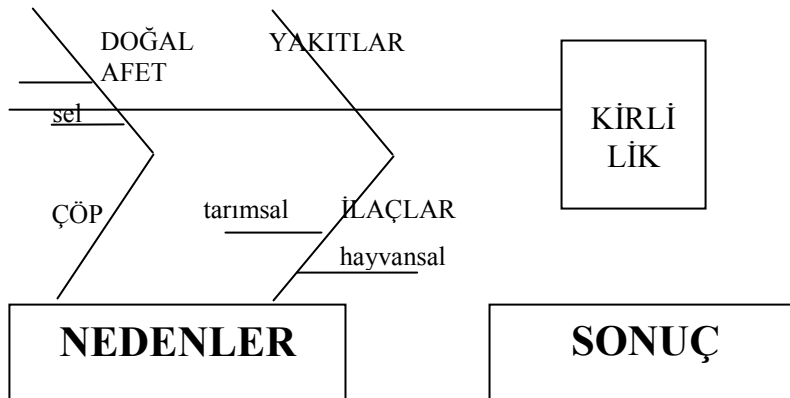 DOĞAL
AFET
YAKITLAR
sel
KİRLİ
LİK
ÇÖP
tarımsal
İLAÇLAR
hayvansal
NEDENLER
SONUÇ